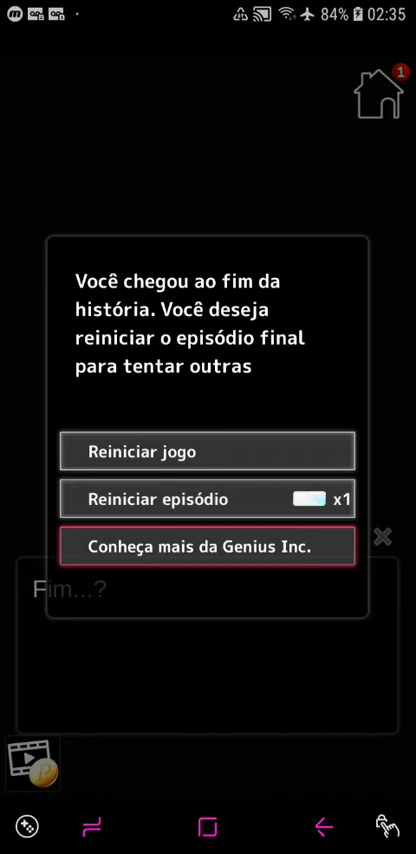 84% 02:35
1
Você chegou ao fim da
história. Você deseja
reiniciar o episódio final
para tentar outras
Reiniciar jogo
Reiniciar episódio x1
Conheça mais da Genius Inc.
Fim...?
P